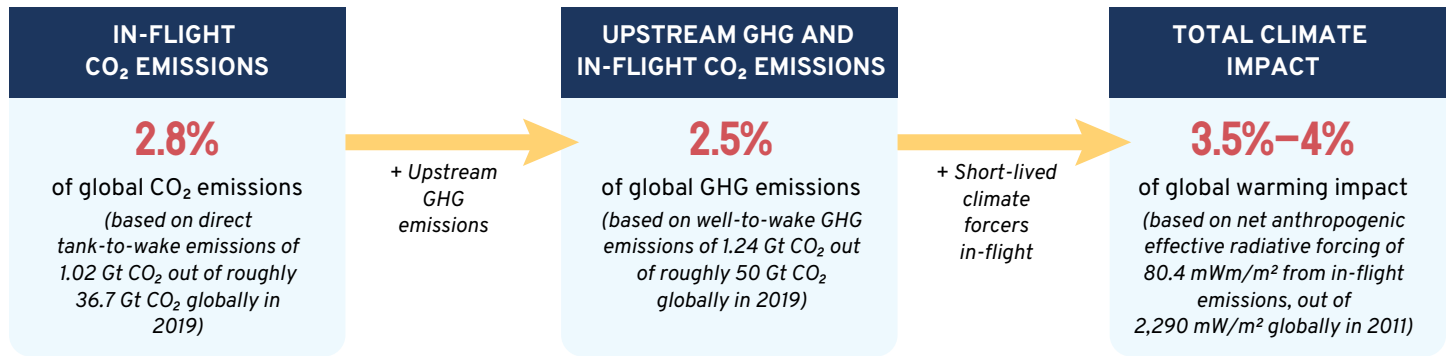 IN-FLIGHT
CO₂ EMISSIONS
2.8%
of global CO₂ emissions
(based on direct
tank-to-wake emissions of
1.02 Gt CO₂ out of roughly
36.7 Gt CO₂ globally in
2019)
+ Upstream
GHG
emissions
UPSTREAM GHG AND
IN-FLIGHT CO₂ EMISSIONS
2.5%
of global GHG emissions
(based on well-to-wake GHG
emissions of 1.24 Gt CO₂ out
of roughly 50 Gt CO₂
globally in 2019)
+ Short-lived
climate
forcers
in-flight
TOTAL CLIMATE
IMPACT
3.5%–4%
of global warming impact
(based on net anthropogenic
effective radiative forcing of
80.4 mWm/m² from in-flight
emissions, out of
2,290 mW/m² globally in 2011)